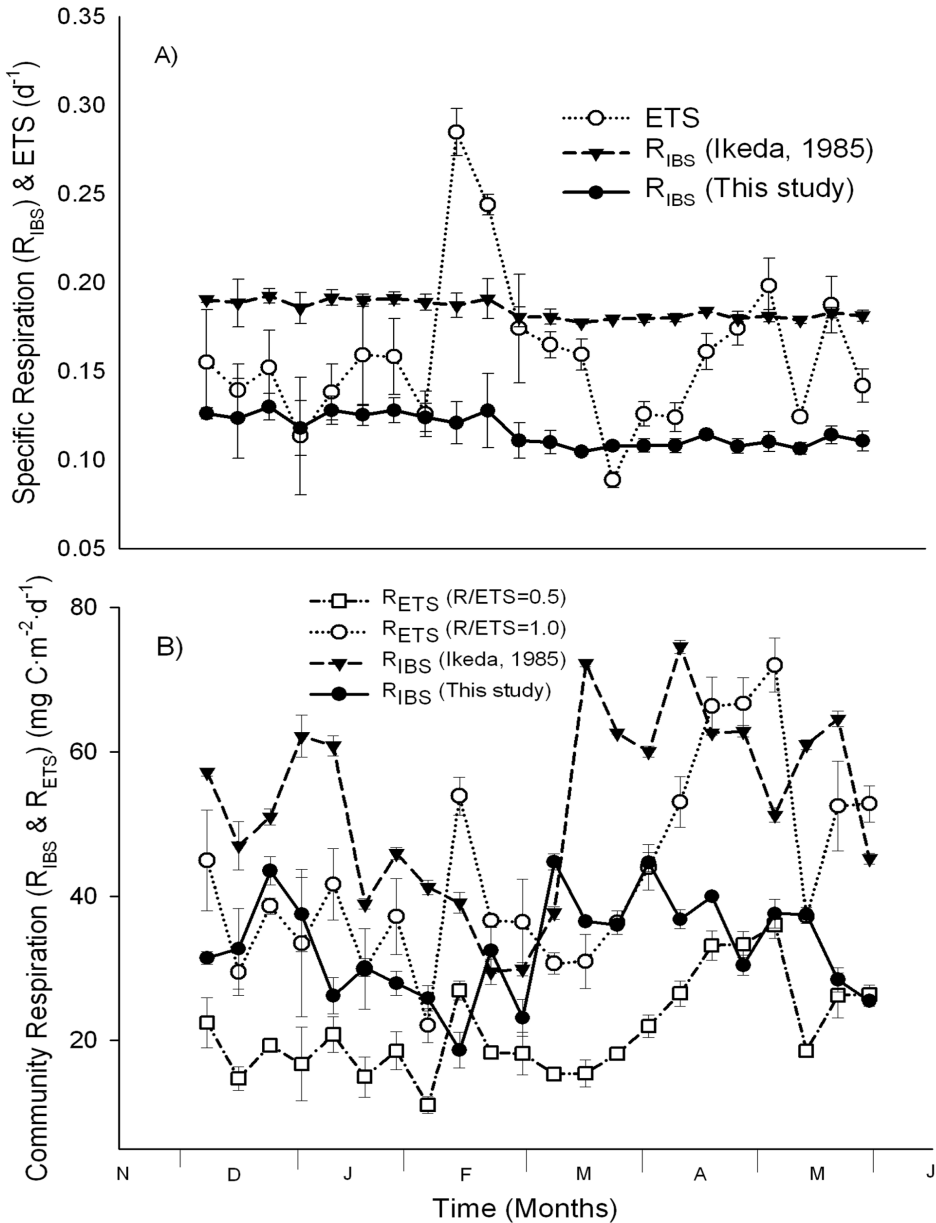 0.35
0.30
0.25
0.20
0.15
0.10
0.05
Specific Respiration (R_IBS) & ETS (d^-1)
A)
ETS
R_IBS (Ikeda, 1985)
R_IBS (This study)
80
60
40
20
Community Respiration (R_IBS & R_ETS) (mg C·m^-2·d^-1)
B)
R_ETS (R/ETS=0.5)
R_ETS (R/ETS=1.0)
R_IBS (Ikeda, 1985)
R_IBS (This study)
N D J F M A M J
Time (Months)